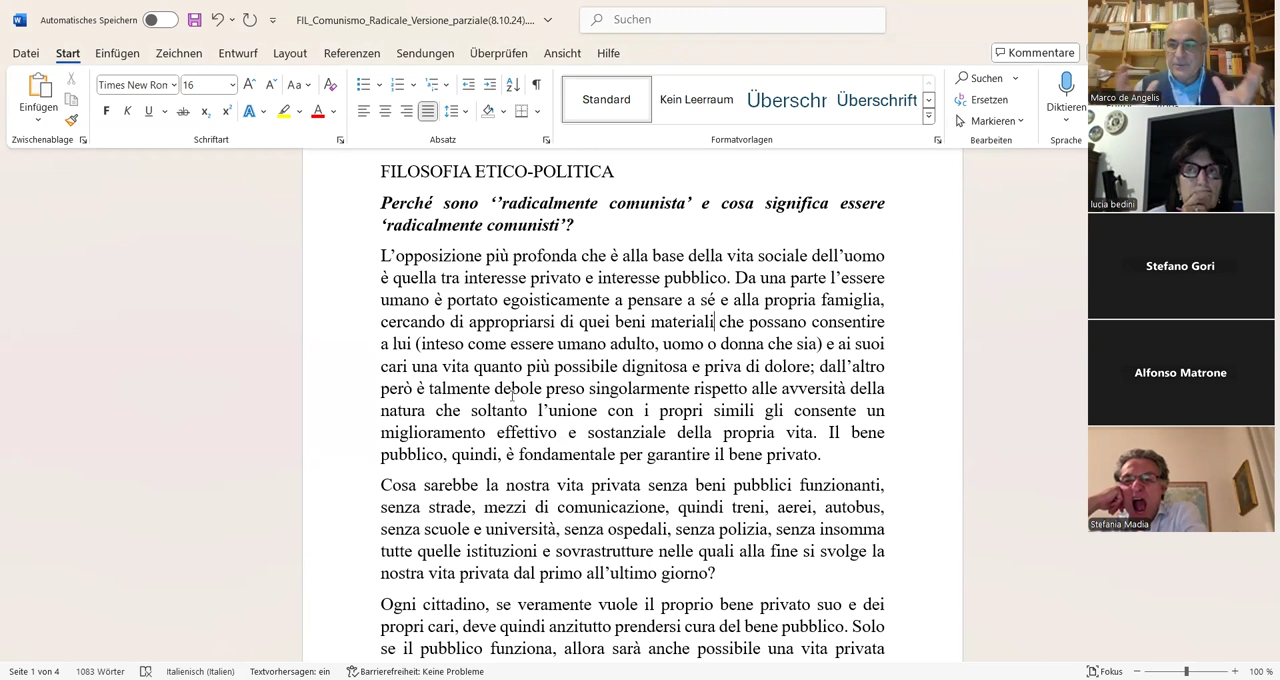 Automatisches Speichern
FIL_Comunismo_Radicale_Versione_parziale(8.10.24)....
Suchen
Datei Start Einfügen Zeichnen Entwurf Layout Referenzen Sendungen Überprüfen Ansicht Hilfe
Kommentare
Einfügen
Zwischenablage
Times New Ron 16
F K U ab x₂ x² A A
Schriftart
Absatz
Standard
Kein Leerraum
Überschr
Überschrift
Formatvorlagen
Suchen
Ersetzen
Markieren
Bearbeiten
Diktieren
Sprache
FILOSOFIA ETICO-POLITICA
Perché sono ‘’radicalmente comunista’ e cosa significa essere
‘radicalmente comunisti’?
L’opposizione più profonda che è alla base della vita sociale dell’uomo
è quella tra interesse privato e interesse pubblico. Da una parte l’essere
umano è portato egoisticamente a pensare a sé e alla propria famiglia,
cercando di appropriarsi di quei beni materiali che possano consentire
a lui (inteso come essere umano adulto, uomo o donna che sia) e ai suoi
cari una vita quanto più possibile dignitosa e priva di dolore; dall’altro
però è talmente debole preso singolarmente rispetto alle avversità della
natura che soltanto l’unione con i propri simili gli consente un
miglioramento effettivo e sostanziale della propria vita. Il bene
pubblico, quindi, è fondamentale per garantire il bene privato.
Cosa sarebbe la nostra vita privata senza beni pubblici funzionanti,
senza strade, mezzi di comunicazione, quindi treni, aerei, autobus,
senza scuole e università, senza ospedali, senza polizia, senza insomma
tutte quelle istituzioni e sovrastrutture nelle quali alla fine si svolge la
nostra vita privata dal primo all’ultimo giorno?
Ogni cittadino, se veramente vuole il proprio bene privato suo e dei
propri cari, deve quindi anzitutto prendersi cura del bene pubblico. Solo
se il pubblico funziona, allora sarà anche possibile una vita privata
Seite 1 von 4 1083 Wörter Italienisch (Italien) Textvorhersagen: ein Barrierefreiheit: Keine Probleme
Fokus 100 %
Marco de Angelis
lucia bedini
Stefano Gori
Alfonso Matrone
Stefania Madia